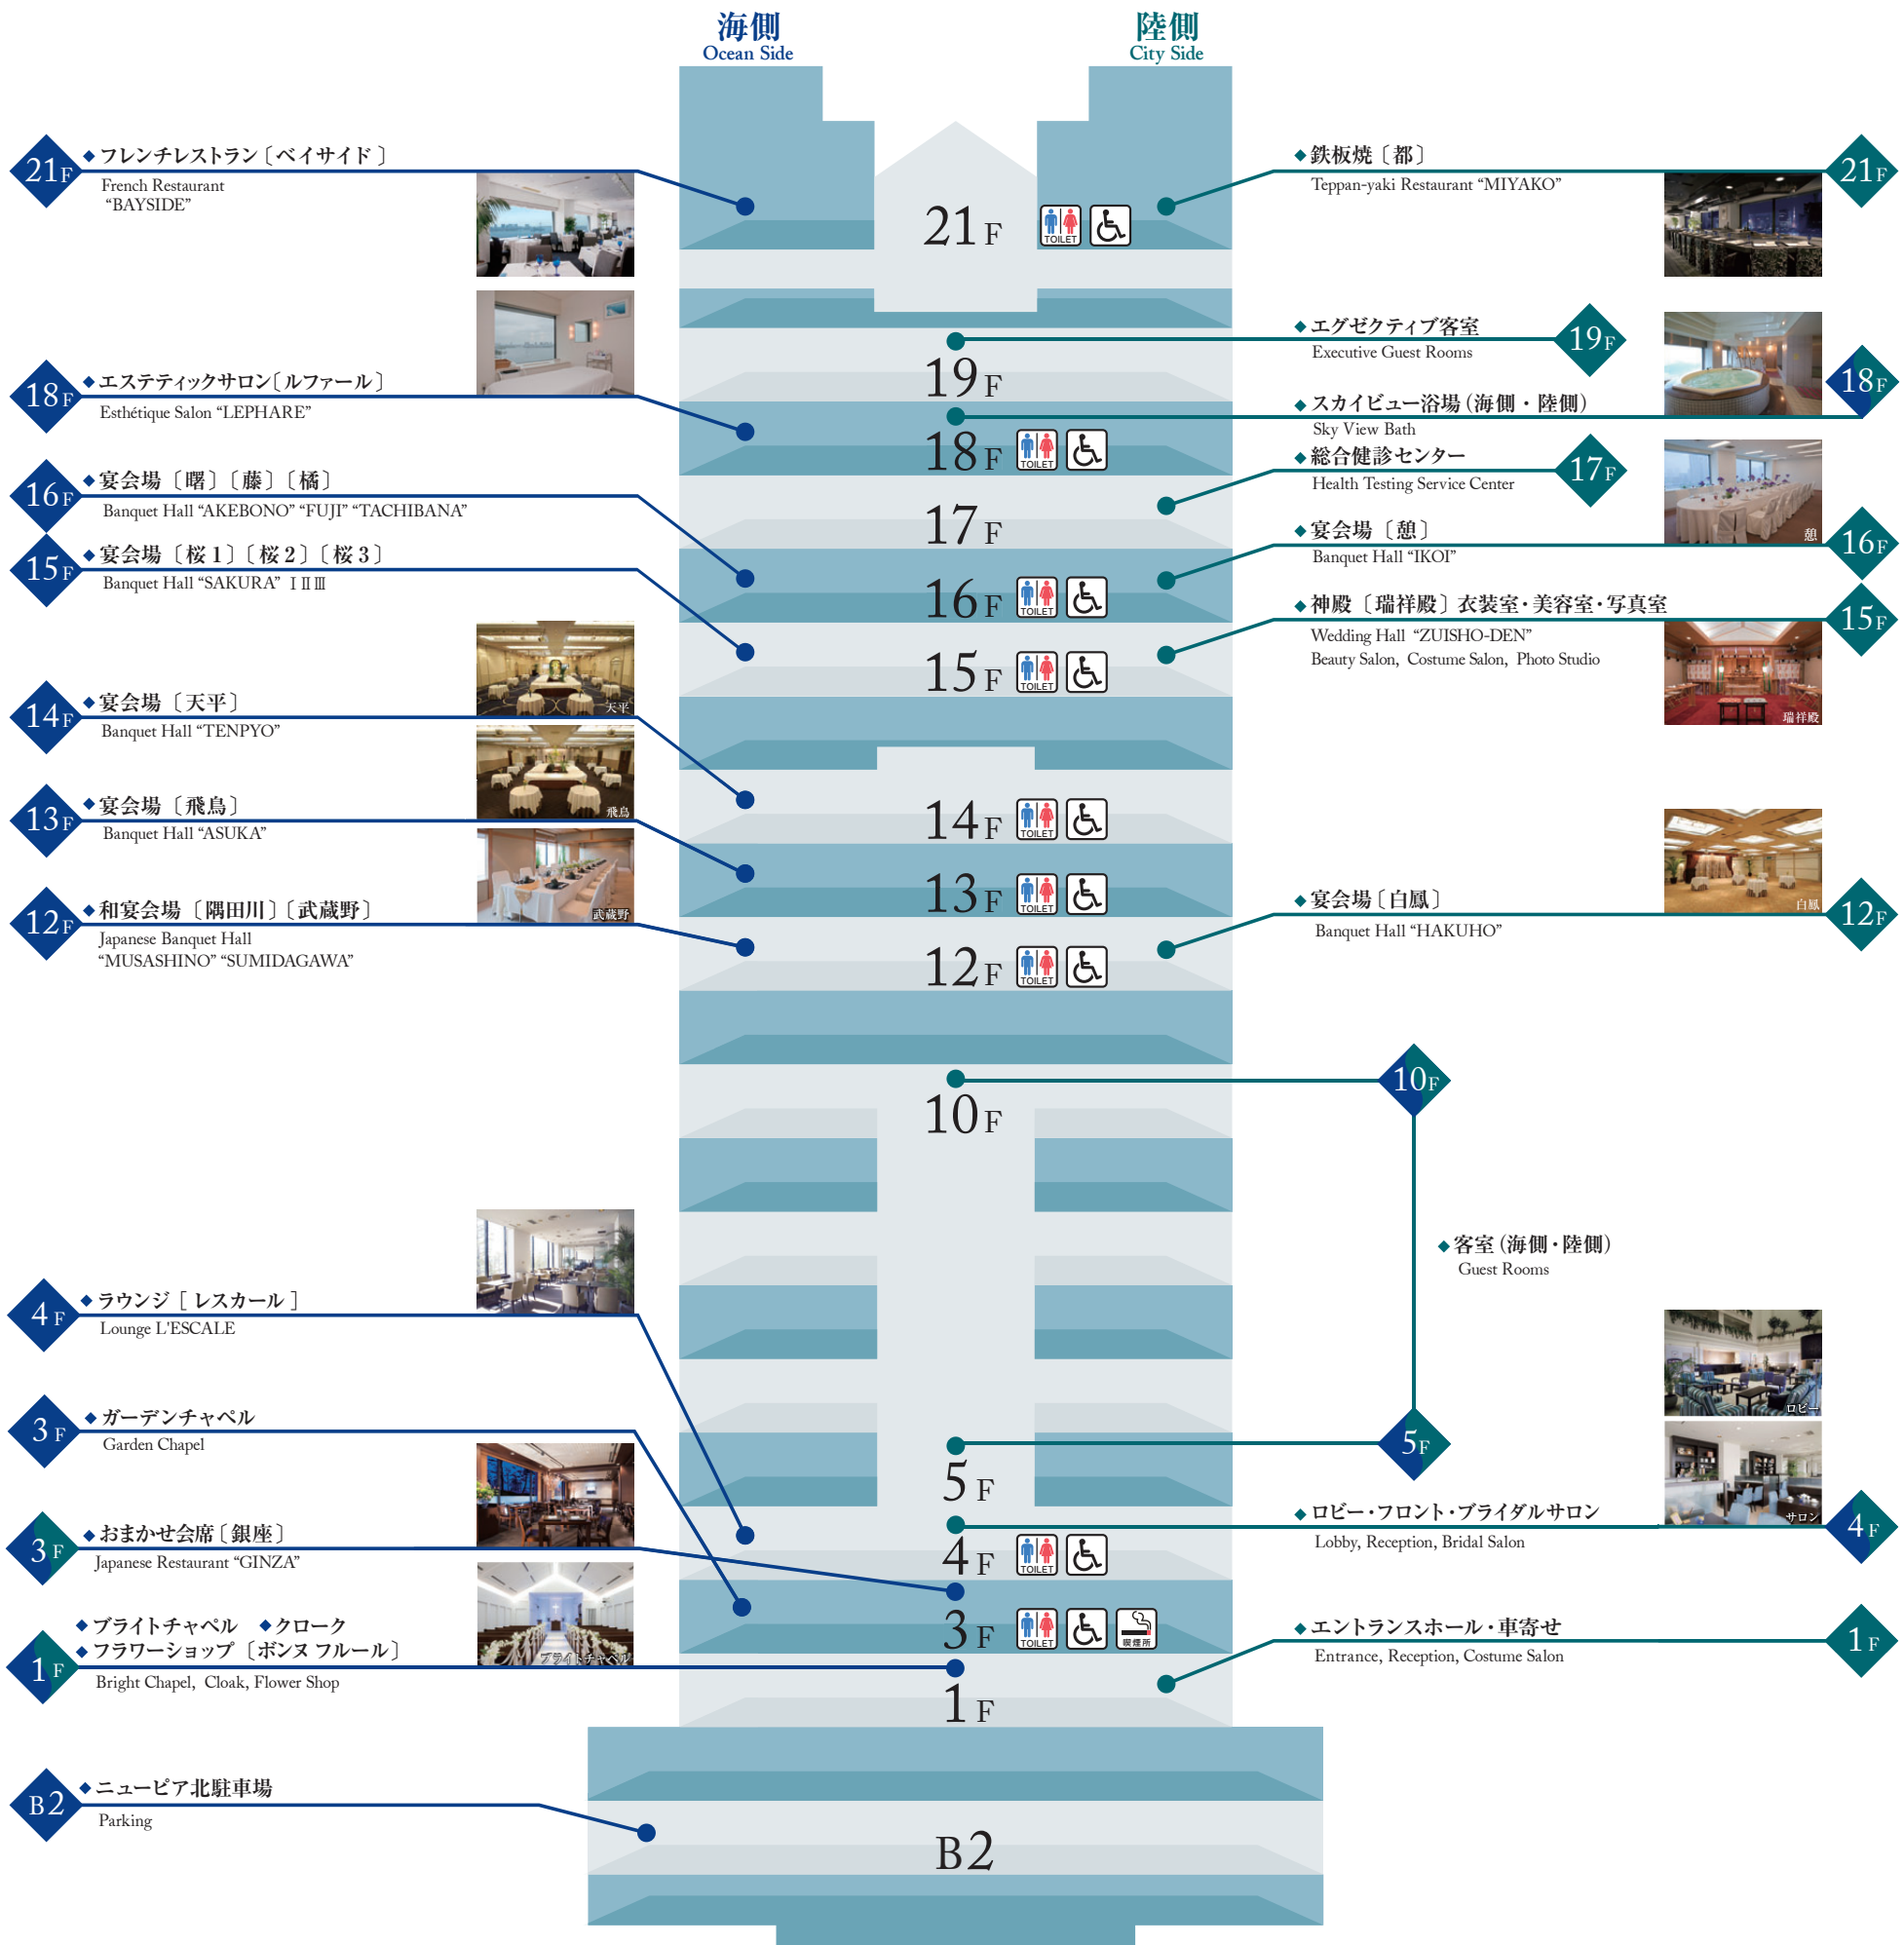 海側
Ocean Side
陸側
City Side
21F
◆フレンチレストラン〔ベイサイド〕
French Restaurant
“BAYSIDE”
18F
◆エステティックサロン〔ルファール〕
Esthétique Salon “LEPHARE”
16F
◆宴会場〔曙〕〔藤〕〔橘〕
Banquet Hall “AKEBONO” “FUJI” “TACHIBANA”
15F
◆宴会場〔桜1〕〔桜2〕〔桜3〕
Banquet Hall “SAKURA” ⅠⅡⅢ
天平
14F
◆宴会場〔天平〕
Banquet Hall “TENPYO”
飛鳥
13F
◆宴会場〔飛鳥〕
Banquet Hall “ASUKA”
武蔵野
12F
◆和宴会場〔隅田川〕〔武蔵野〕
Japanese Banquet Hall
“MUSASHINO” “SUMIDAGAWA”
4F
◆ラウンジ［レスカール］
Lounge L'ESCALE
3F
◆ガーデンチャペル
Garden Chapel
3F
◆おまかせ会席〔銀座〕
Japanese Restaurant “GINZA”
1F
◆ブライトチャペル ◆クローク
◆フラワーショップ〔ボンヌ フルール〕
Bright Chapel, Cloak, Flower Shop
ブライトチャペル
B2
◆ニューピア北駐車場
Parking
21F
TOILET
19F
18F
TOILET
17F
16F
TOILET
15F
TOILET
14F
TOILET
13F
TOILET
12F
TOILET
10F
5F
4F
TOILET
3F
TOILET
喫煙所
1F
B2
◆鉄板焼〔都〕
Teppan-yaki Restaurant “MIYAKO”
21F
◆エグゼクティブ客室
Executive Guest Rooms
19F
◆スカイビュー浴場（海側・陸側）
Sky View Bath
18F
◆総合健診センター
Health Testing Service Center
17F
◆宴会場〔憩〕
Banquet Hall “IKOI”
憩
16F
◆神殿〔瑞祥殿〕衣装室・美容室・写真室
Wedding Hall “ZUISHO-DEN”
Beauty Salon, Costume Salon, Photo Studio
15F
瑞祥殿
◆宴会場〔白鳳〕
Banquet Hall “HAKUHO”
白鳳
12F
10F
◆客室（海側・陸側）
Guest Rooms
5F
ロビー
サロン
◆ロビー・フロント・ブライダルサロン
Lobby, Reception, Bridal Salon
4F
◆エントランスホール・車寄せ
Entrance, Reception, Costume Salon
1F